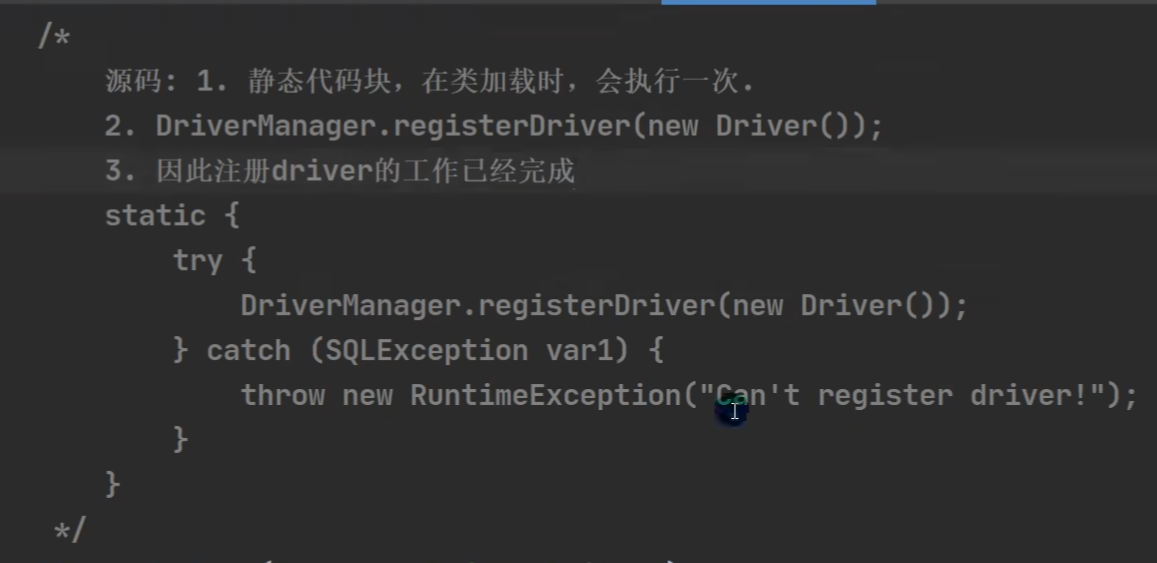 /*
源码: 1. 静态代码块，在类加载时，会执行一次.
2. DriverManager.registerDriver(new Driver());
3. 因此注册driver的工作已经完成
static {
try {
DriverManager.registerDriver(new Driver());
} catch (SQLException var1) {
throw new RuntimeException("Can't register driver!");
}
}
*/